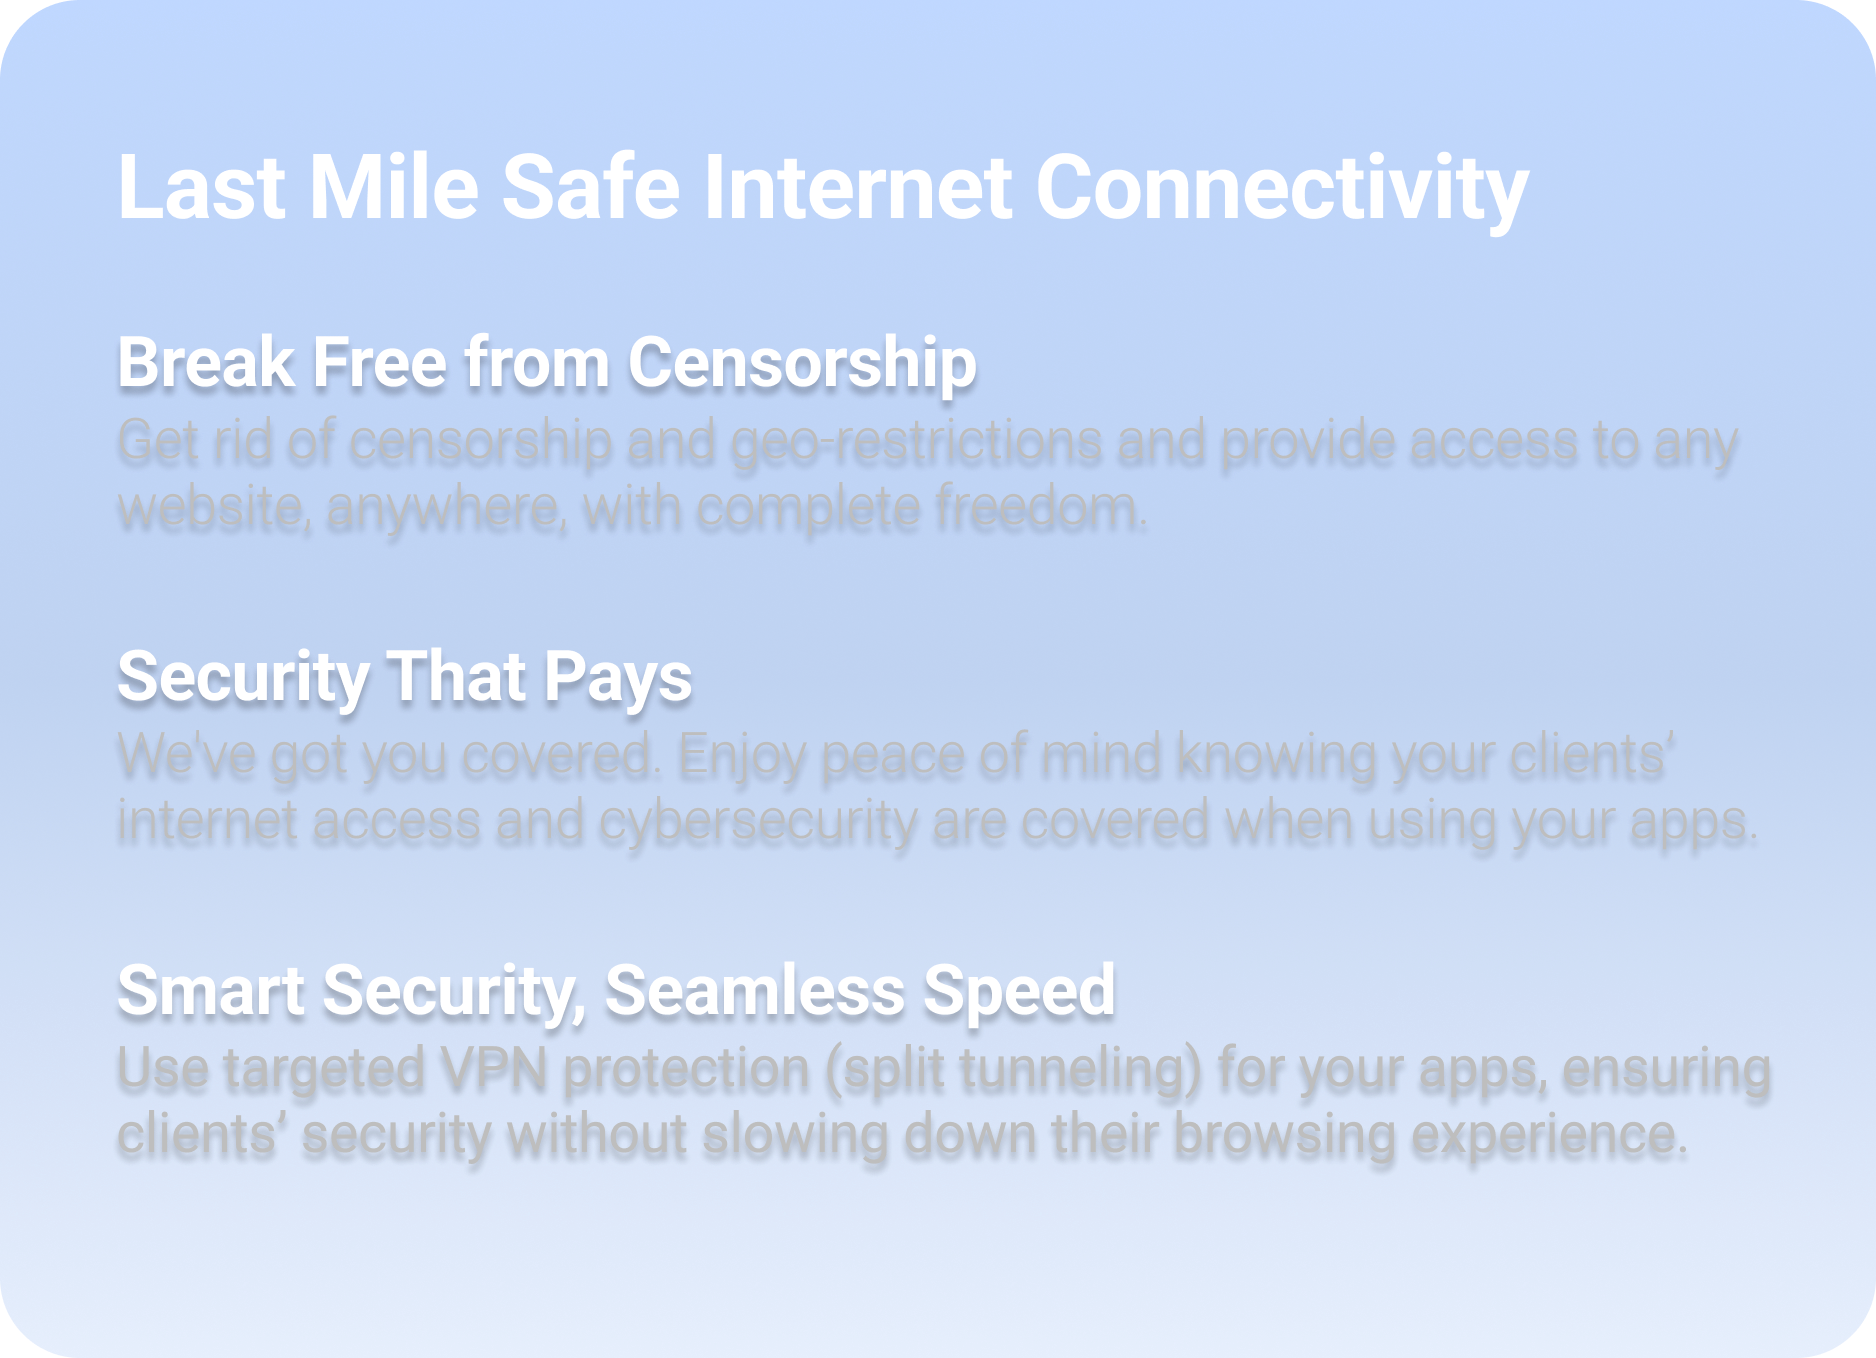 Last Mile Safe Internet Connectivity
Break Free from Censorship
Get rid of censorship and geo-restrictions and provide access to any
website, anywhere, with complete freedom.
Security That Pays
We've got you covered. Enjoy peace of mind knowing your clients’
internet access and cybersecurity are covered when using your apps.
Smart Security, Seamless Speed
Use targeted VPN protection (split tunneling) for your apps, ensuring
clients’ security without slowing down their browsing experience.